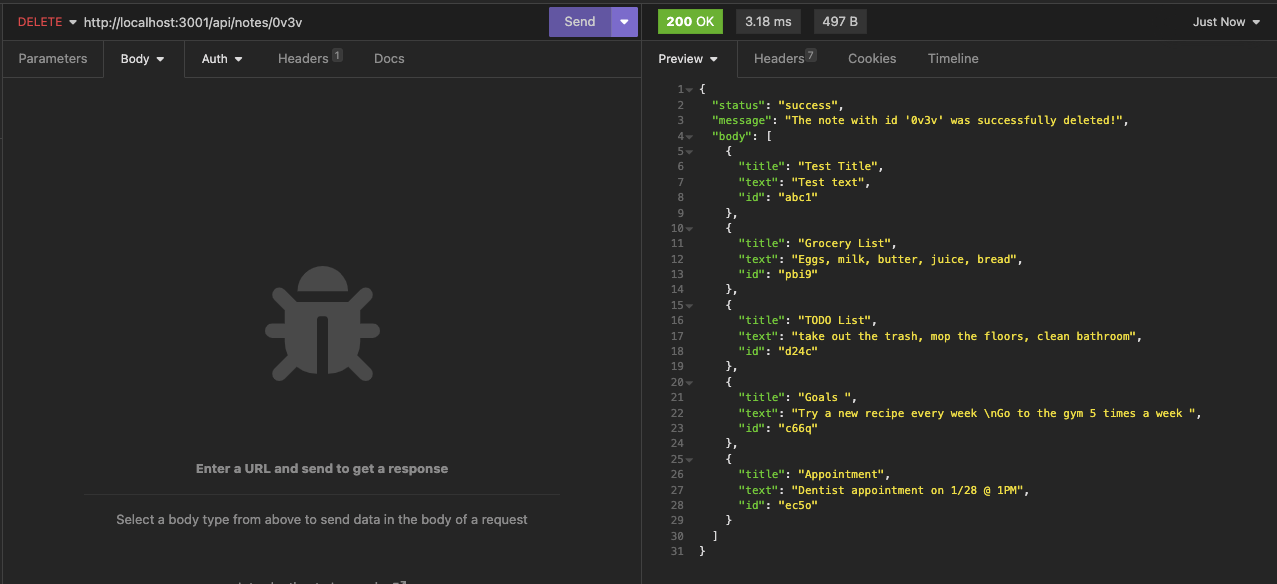 DELETE http://localhost:3001/api/notes/0v3v Send
Parameters Body Auth Headers 1 Docs
Enter a URL and send to get a response
Select a body type from above to send data in the body of a request
200 OK 3.18 ms 497 B Just Now
Preview Headers 7 Cookies Timeline
1 {
2 "status": "success",
3 "message": "The note with id '0v3v' was successfully deleted!",
4 "body": [
5 {
6 "title": "Test Title",
7 "text": "Test text",
8 "id": "abc1"
9 },
10 {
11 "title": "Grocery List",
12 "text": "Eggs, milk, butter, juice, bread",
13 "id": "pbi9"
14 },
15 {
16 "title": "TODO List",
17 "text": "take out the trash, mop the floors, clean bathroom",
18 "id": "d24c"
19 },
20 {
21 "title": "Goals ",
22 "text": "Try a new recipe every week \nGo to the gym 5 times a week ",
23 "id": "c66q"
24 },
25 {
26 "title": "Appointment",
27 "text": "Dentist appointment on 1/28 @ 1PM",
28 "id": "ec5o"
29 }
30 ]
31 }